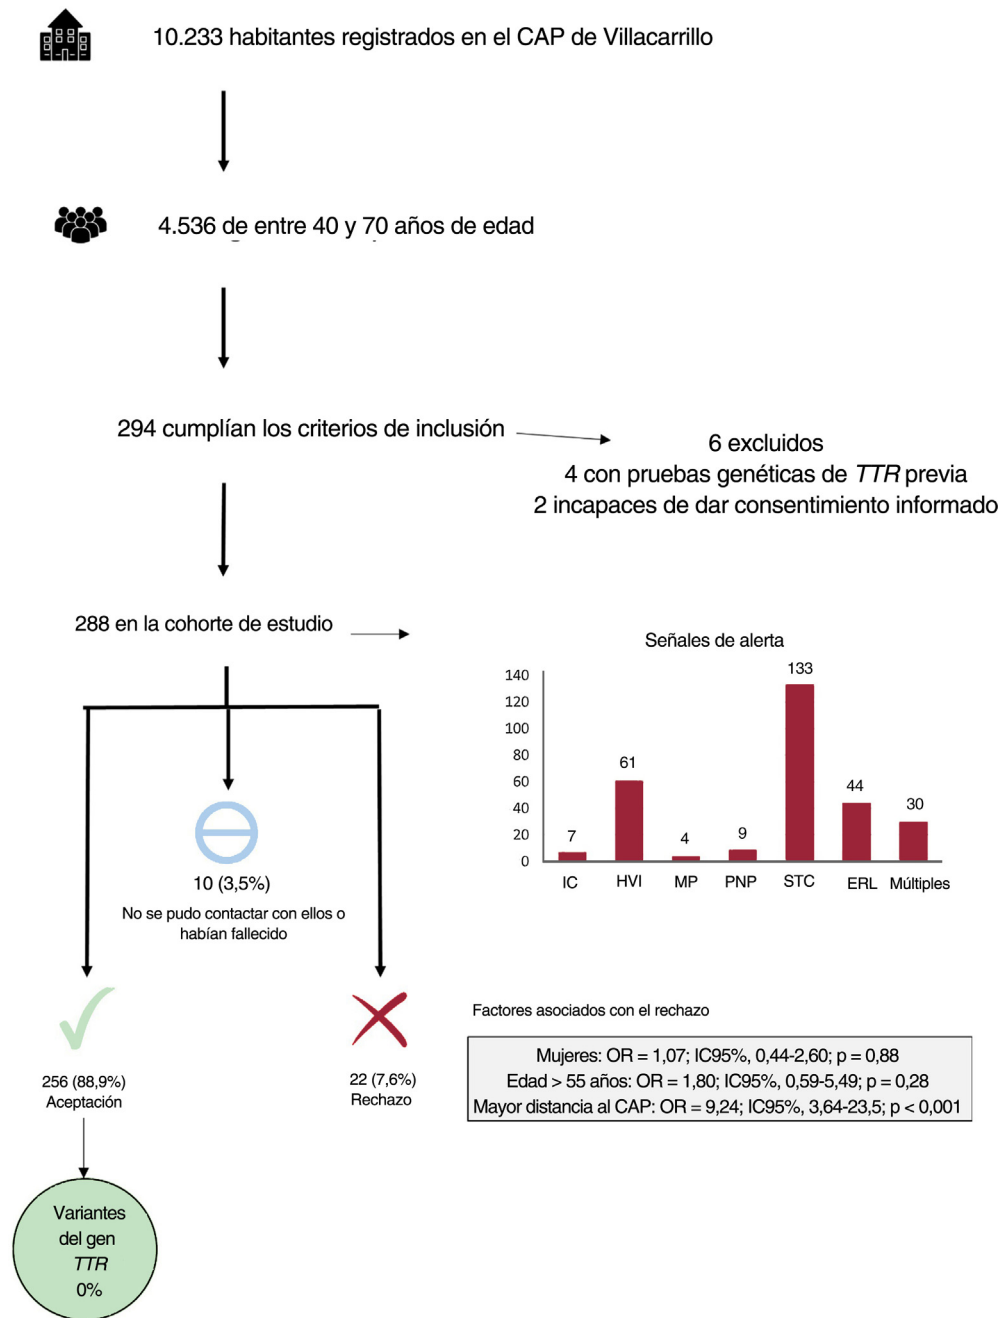 10.233 habitantes registrados en el CAP de Villacarrillo
4.536 de entre 40 y 70 años de edad
294 cumplían los criterios de inclusión
6 excluidos
4 con pruebas genéticas de TTR previa
2 incapaces de dar consentimiento informado
288 en la cohorte de estudio
Señales de alerta
140
120
100
80
60
40
20
0
7
61
4
9
133
44
30
IC
HVI
MP
PNP
STC
ERL
Múltiples
10 (3,5%)
No se pudo contactar con ellos o
habían fallecido
256 (88,9%)
Aceptación
22 (7,6%)
Rechazo
Factores asociados con el rechazo
Mujeres: OR = 1,07; IC95%, 0,44-2,60; p = 0,88
Edad > 55 años: OR = 1,80; IC95%, 0,59-5,49; p = 0,28
Mayor distancia al CAP: OR = 9,24; IC95%, 3,64-23,5; p < 0,001
Variantes
del gen
TTR
0%